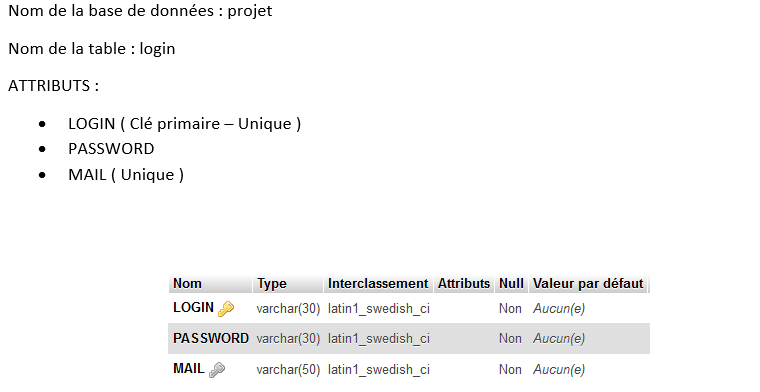 Nom de la base de données : projet
Nom de la table : login
ATTRIBUTS :
• LOGIN ( Clé primaire – Unique )
• PASSWORD
• MAIL ( Unique )
Nom Type Interclassement Attributs Null Valeur par défaut
LOGIN varchar(30) latin1_swedish_ci Non Aucun(e)
PASSWORD varchar(30) latin1_swedish_ci Non Aucun(e)
MAIL varchar(50) latin1_swedish_ci Non Aucun(e)